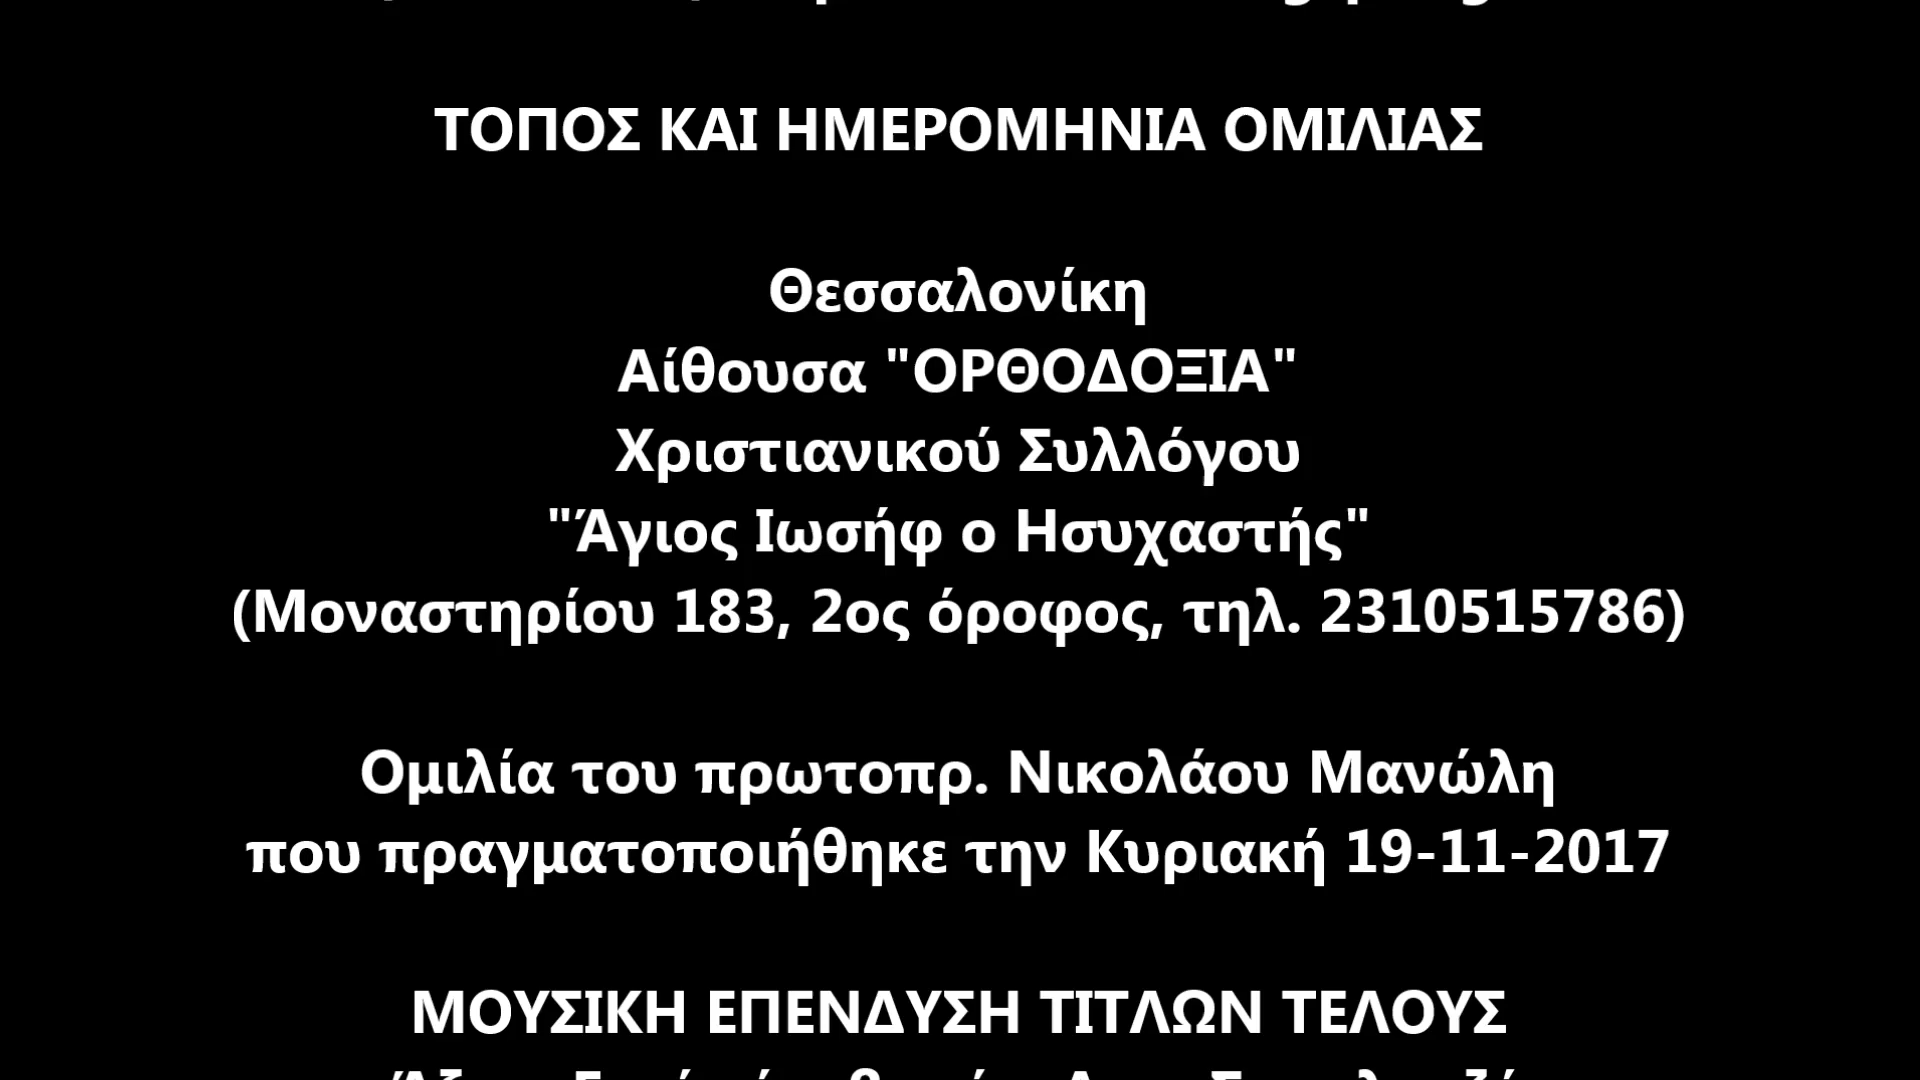 ΤΟΠΟΣ ΚΑΙ ΗΜΕΡΟΜΗΝΙΑ ΟΜΙΛΙΑΣ
Θεσσαλονίκη
Αίθουσα "ΟΡΘΟΔΟΞΙΑ"
Χριστιανικού Συλλόγου
"Άγιος Ιωσήφ ο Ησυχαστής"
(Μοναστηρίου 183, 2ος όροφος, τηλ. 2310515786)
Ομιλία του πρωτοπρ. Νικολάου Μανώλη
που πραγματοποιήθηκε την Κυριακή 19-11-2017
ΜΟΥΣΙΚΗ ΕΠΕΝΔΥΣΗ ΤΙΤΛΩΝ ΤΕΛΟΥΣ